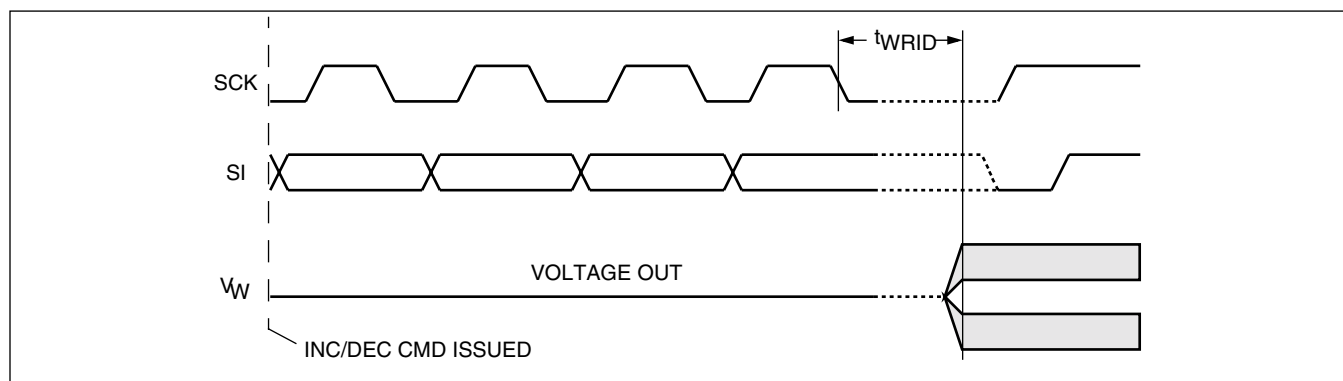 tWRID
SCK
SI
VW
VOLTAGE OUT
INC/DEC CMD ISSUED